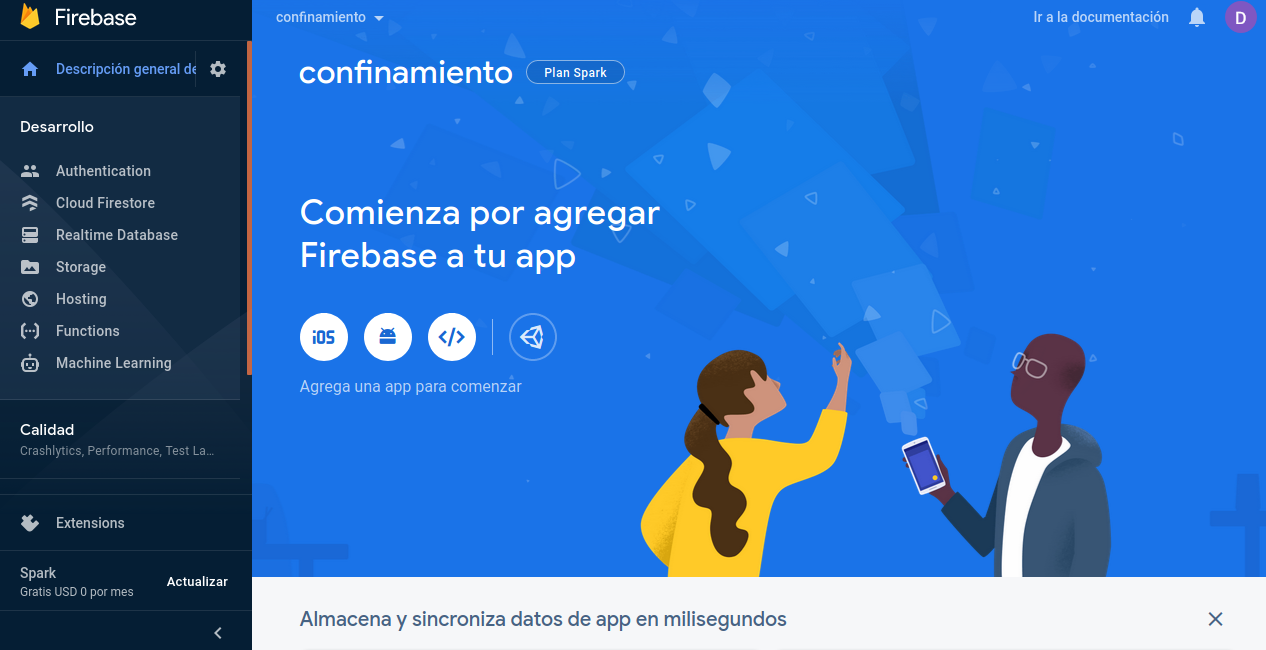 Firebase
Descripción general de
Desarrollo
Authentication
Cloud Firestore
Realtime Database
Storage
Hosting
Functions
Machine Learning
Calidad
Crashlytics, Performance, Test La...
Extensions
Spark
Gratis USD 0 por mes
Actualizar
confinamiento
Ir a la documentación
D
confinamiento
Plan Spark
Comienza por agregar
Firebase a tu app
iOS
Agrega una app para comenzar
Almacena y sincroniza datos de app en milisegundos